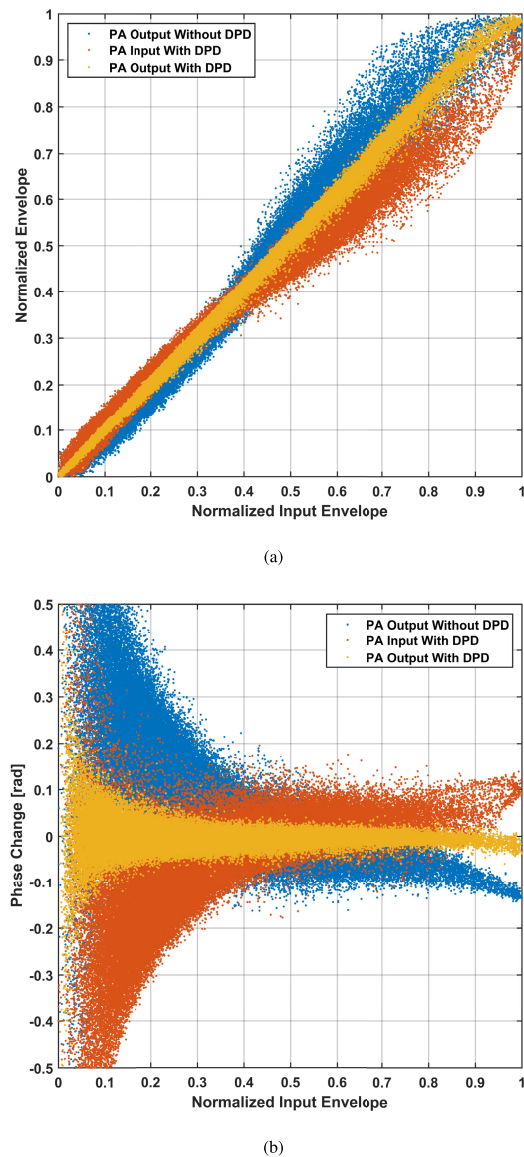 1
0.9
0.8
0.7
0.6
0.5
0.4
0.3
0.2
0.1
0
Normalized Envelope
PA Output Without DPD
PA Input With DPD
PA Output With DPD
0 0.1 0.2 0.3 0.4 0.5 0.6 0.7 0.8 0.9 1
Normalized Input Envelope
(a)
0.5
0.4
0.3
0.2
0.1
0
-0.1
-0.2
-0.3
-0.4
-0.5
Phase Change [rad]
PA Output Without DPD
PA Input With DPD
PA Output With DPD
0 0.1 0.2 0.3 0.4 0.5 0.6 0.7 0.8 0.9 1
Normalized Input Envelope
(b)